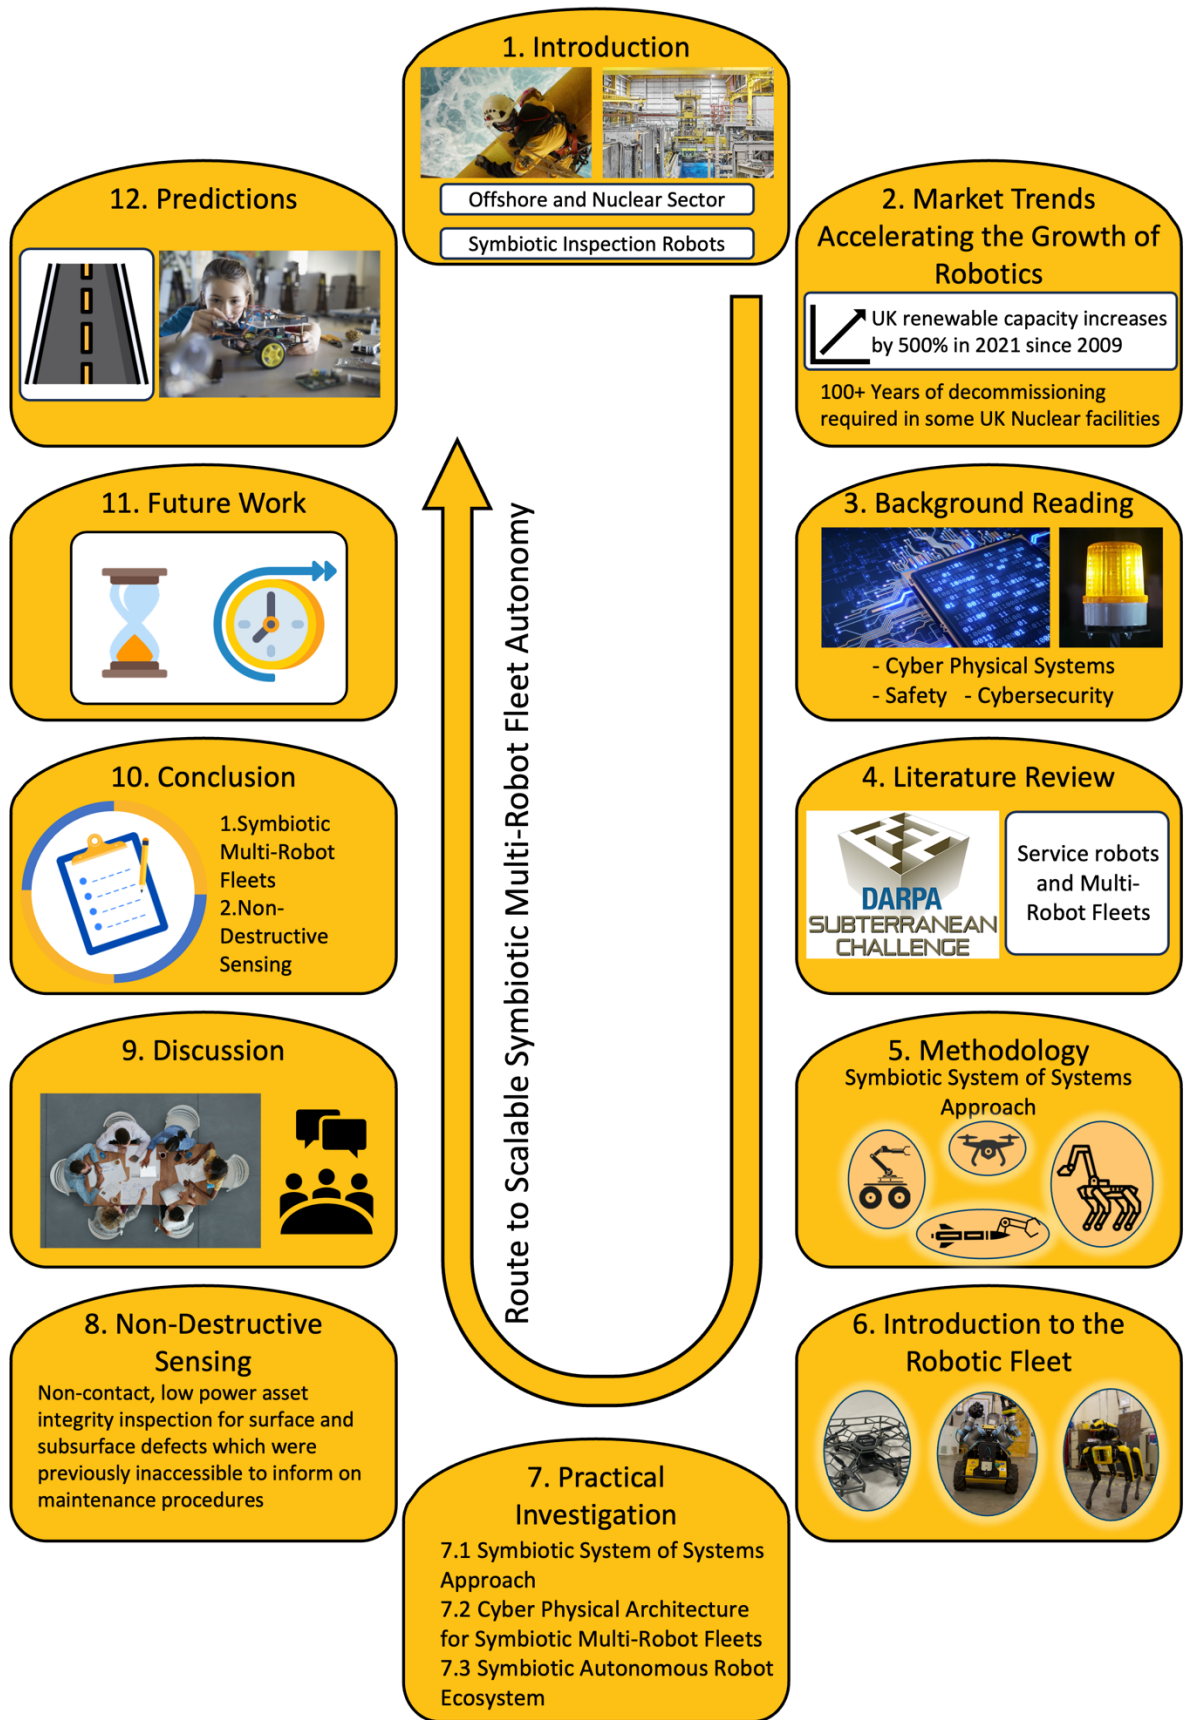 1. Introduction
Offshore and Nuclear Sector
Symbiotic Inspection Robots
2. Market Trends
Accelerating the Growth of
Robotics
UK renewable capacity increases
by 500% in 2021 since 2009
100+ Years of decommissioning
required in some UK Nuclear facilities
3. Background Reading
- Cyber Physical Systems
- Safety - Cybersecurity
4. Literature Review
DARPA
SUBTERRANEAN
CHALLENGE
Service robots
and Multi-
Robot Fleets
5. Methodology
Symbiotic System of Systems
Approach
6. Introduction to the
Robotic Fleet
7. Practical
Investigation
7.1 Symbiotic System of Systems
Approach
7.2 Cyber Physical Architecture
for Symbiotic Multi-Robot Fleets
7.3 Symbiotic Autonomous Robot
Ecosystem
8. Non-Destructive
Sensing
Non-contact, low power asset
integrity inspection for surface and
subsurface defects which were
previously inaccessible to inform on
maintenance procedures
9. Discussion
10. Conclusion
1.Symbiotic
Multi-Robot
Fleets
2.Non-
Destructive
Sensing
11. Future Work
12. Predictions
Route to Scalable Symbiotic Multi-Robot Fleet Autonomy